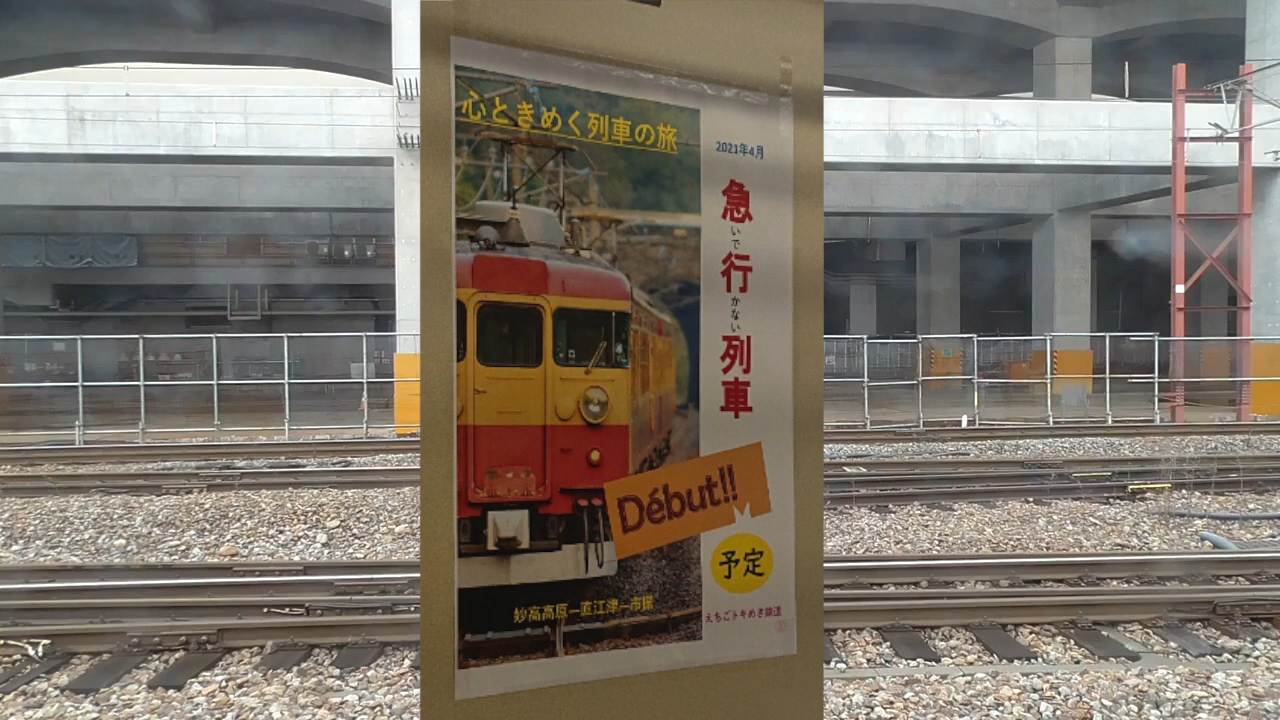 心ときめく列車の旅
2021年4月
急いで行かない列車
Début!!
予定
妙高高原ー直江津ー市振
えちごトキめき鉄道